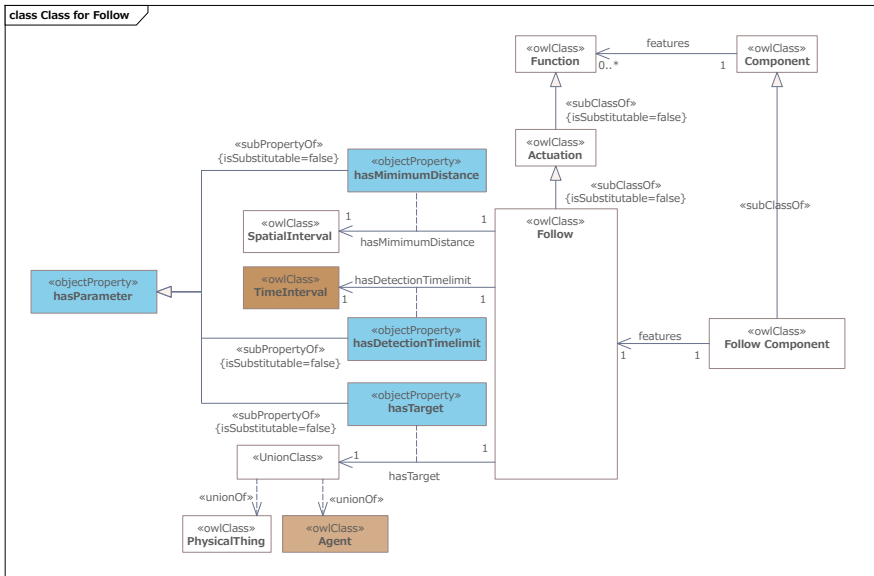 class Class for Follow
«owlClass»
Function
features
0..*
1
«owlClass»
Component
«subClassOf»
{isSubstitutable=false}
«owlClass»
Actuation
«subPropertyOf»
{isSubstitutable=false}
«objectProperty»
hasMimimumDistance
«subClassOf»
{isSubstitutable=false}
«subClassOf»
«owlClass»
SpatialInterval
1
1
hasMimimumDistance
«owlClass»
Follow
«objectProperty»
hasParameter
«owlClass»
TimeInterval
hasDetectionTimelimit
1
1
«subPropertyOf»
{isSubstitutable=false}
«objectProperty»
hasDetectionTimelimit
features
1
1
«owlClass»
Follow Component
«objectProperty»
hasTarget
«subPropertyOf»
{isSubstitutable=false}
«UnionClass»
1
1
hasTarget
«unionOf»
«unionOf»
«owlClass»
PhysicalThing
«owlClass»
Agent